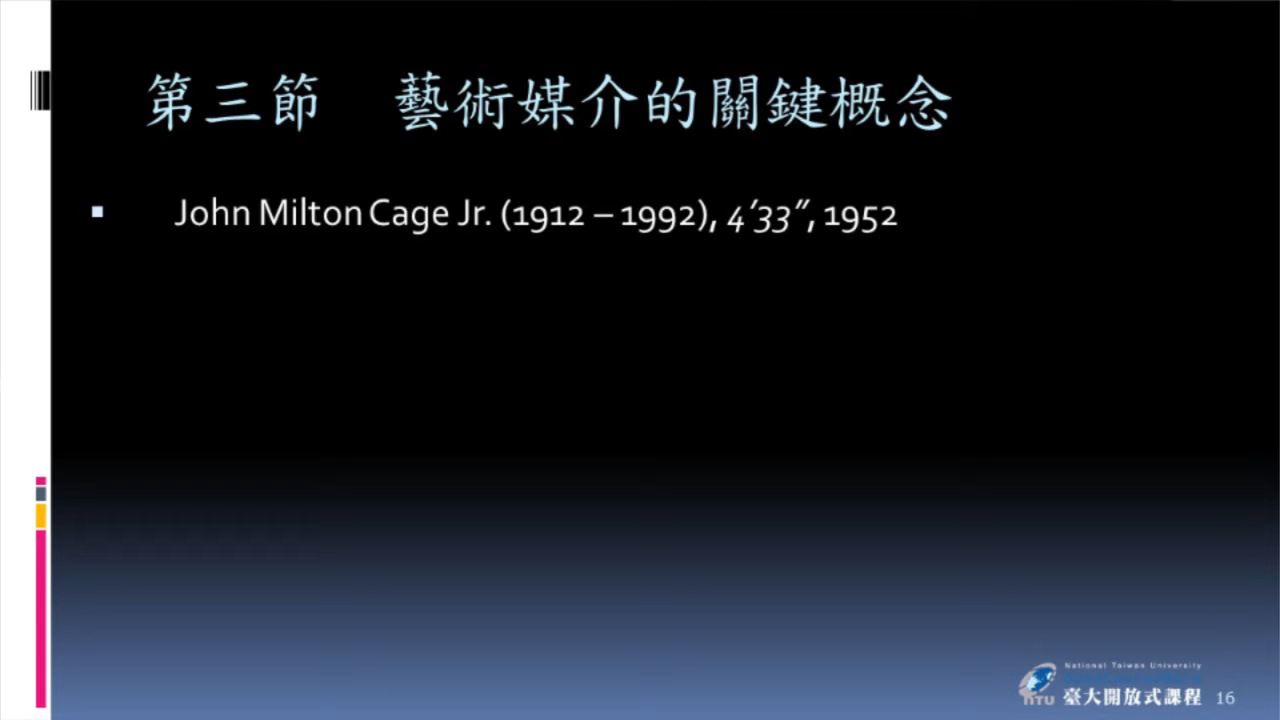 第三節 藝術媒介的關鍵概念
John Milton Cage Jr. (1912 – 1992), 4′33″, 1952
National Taiwan University
NTU 臺大開放式課程 16